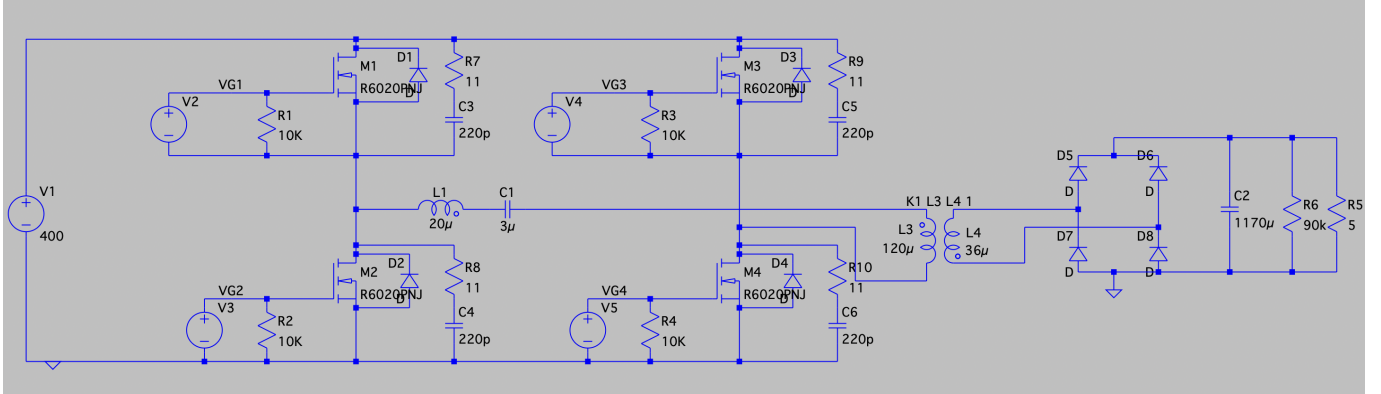 V1
400
VG1
V2
R1
10K
M1
R6020PNJ
D1
D
R7
11
C3
220p
VG3
V4
R3
10K
M3
R6020PNJ
D3
D
R9
11
C5
220p
L1
20µ
C1
3µ
VG2
V3
R2
10K
M2
R6020PNJ
D2
D
R8
11
C4
220p
VG4
V5
R4
10K
M4
R6020PNJ
D4
D
R10
11
C6
220p
K1 L3 L4 1
L3
120µ
L4
36µ
D5
D
D6
D
D7
D
D8
D
C2
1170µ
R6
90k
R5
5